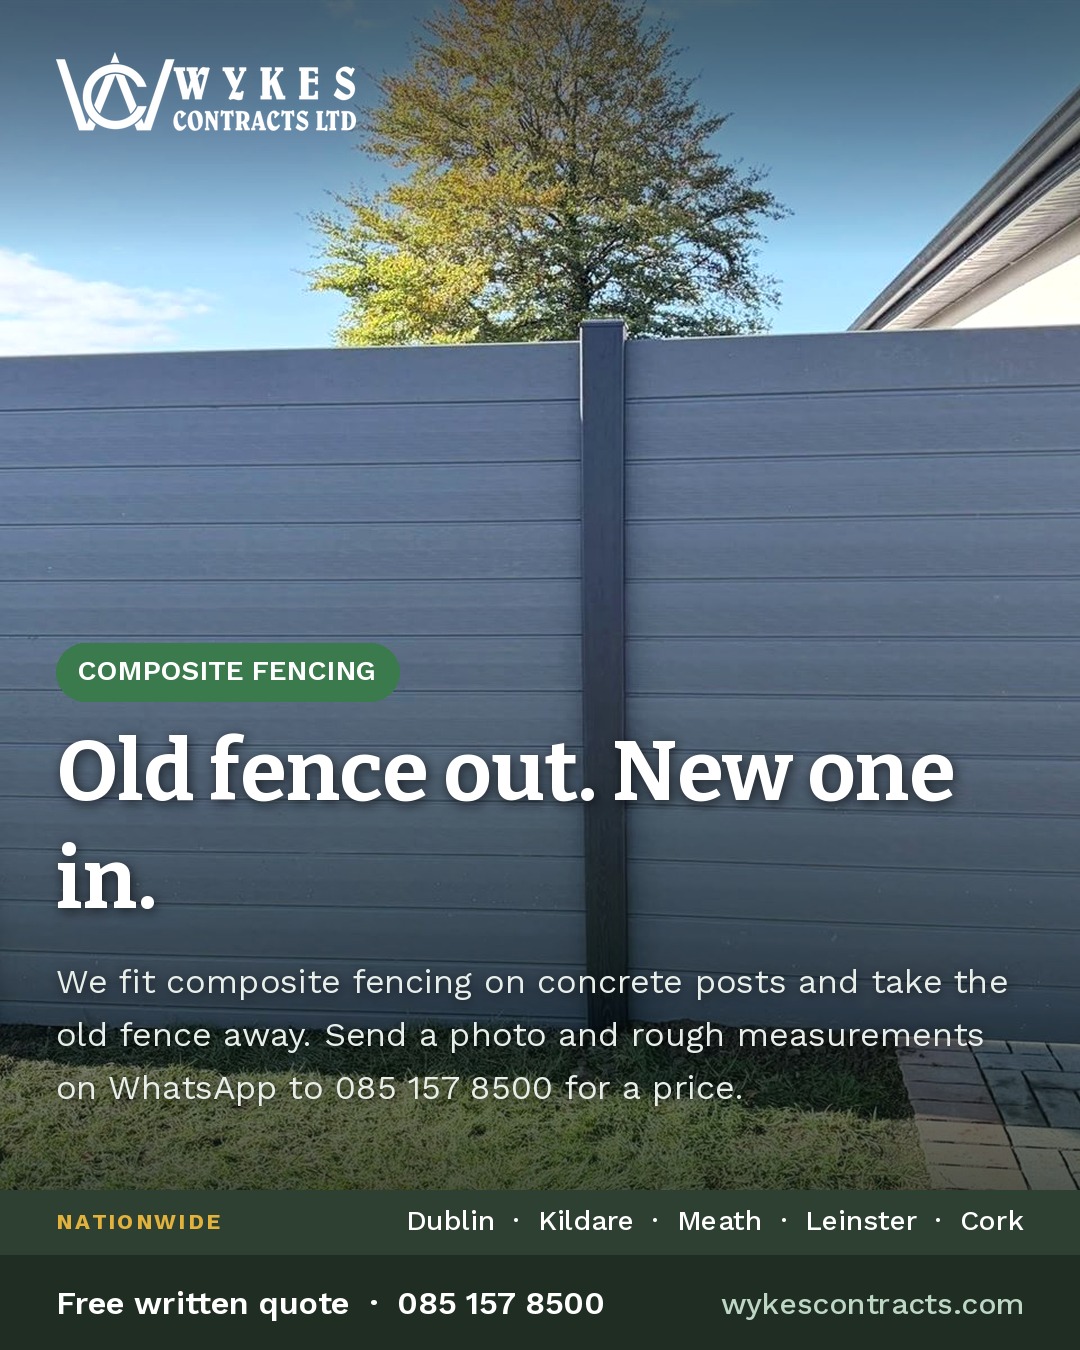 WYKES
CONTRACTS LTD
COMPOSITE FENCING
Old fence out. New one
in.
We fit composite fencing on concrete posts and take the
old fence away. Send a photo and rough measurements
on WhatsApp to 085 157 8500 for a price.
NATIONWIDE Dublin · Kildare · Meath · Leinster · Cork
Free written quote · 085 157 8500 wykescontracts.com